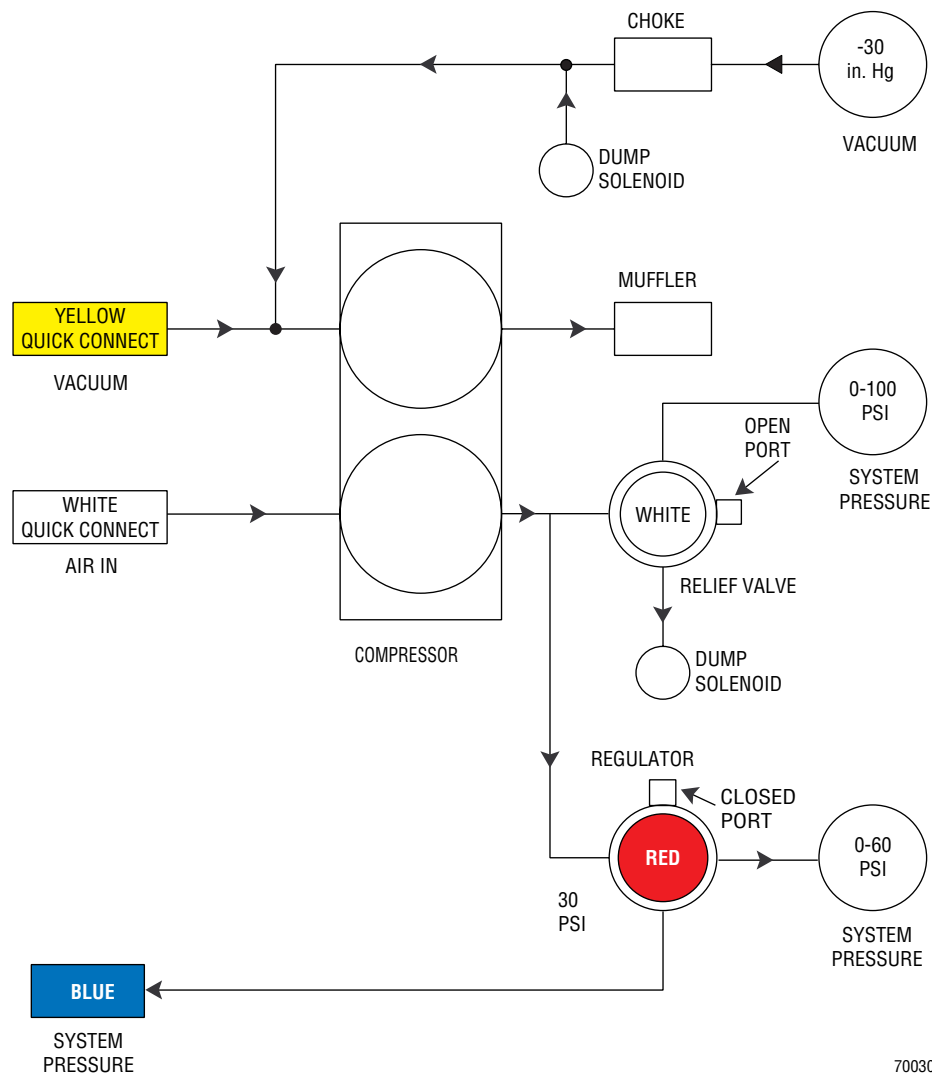 CHOKE
-30
in. Hg
VACUUM
DUMP
SOLENOID
MUFFLER
YELLOW
QUICK CONNECT
VACUUM
0-100
PSI
OPEN
PORT
SYSTEM
PRESSURE
WHITE
QUICK CONNECT
AIR IN
WHITE
RELIEF VALVE
COMPRESSOR
DUMP
SOLENOID
REGULATOR
CLOSED
PORT
RED
0-60
PSI
30
PSI
SYSTEM
PRESSURE
BLUE
SYSTEM
PRESSURE
70030